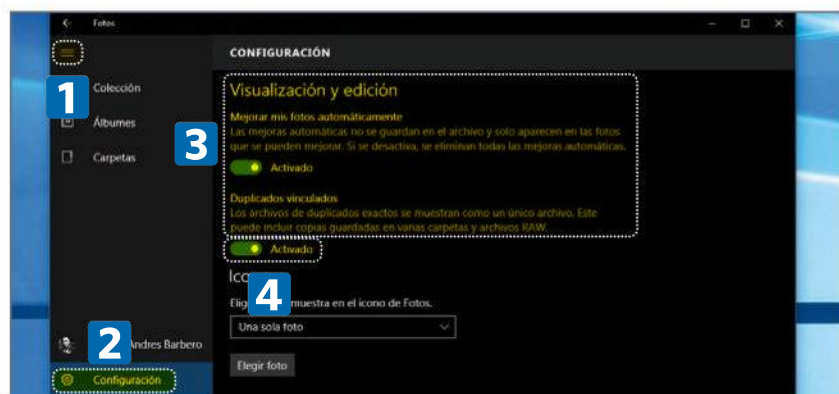 Fotos
CONFIGURACIÓN
1
Colección
Álbumes
Carpetas
3
Visualización y edición
Mejorar mis fotos automáticamente
Las mejoras automáticas no se guardan en el archivo y solo aparecen en las fotos
que se pueden mejorar. Si se desactiva, se eliminan todas las mejoras automáticas.
Activado
Duplicados vinculados
Los archivos de duplicados exactos se muestran como un único archivo. Este
puede incluir copias guardadas en varias carpetas y archivos RAW.
Activado
4
muestra en el icono de Fotos.
Una sola foto
Elegir foto
2
Andres Barbero
Configuración